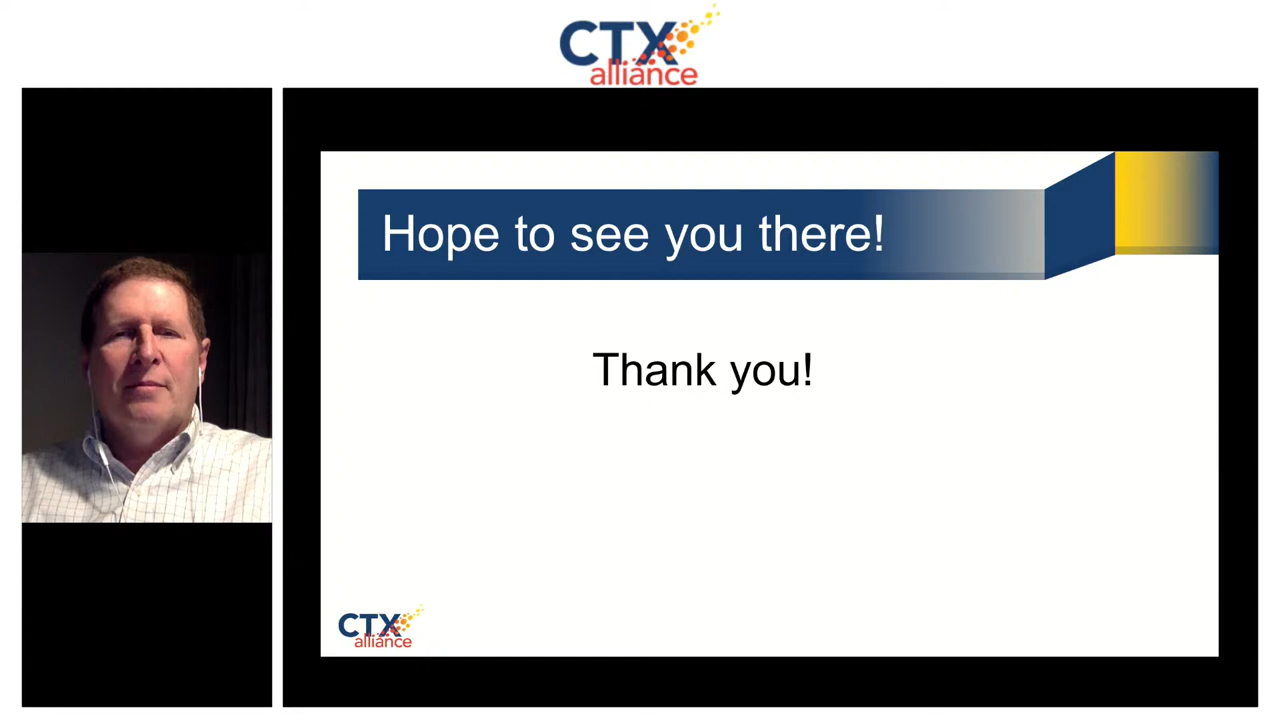 CTX
alliance
Hope to see you there!
Thank you!
CTX
alliance